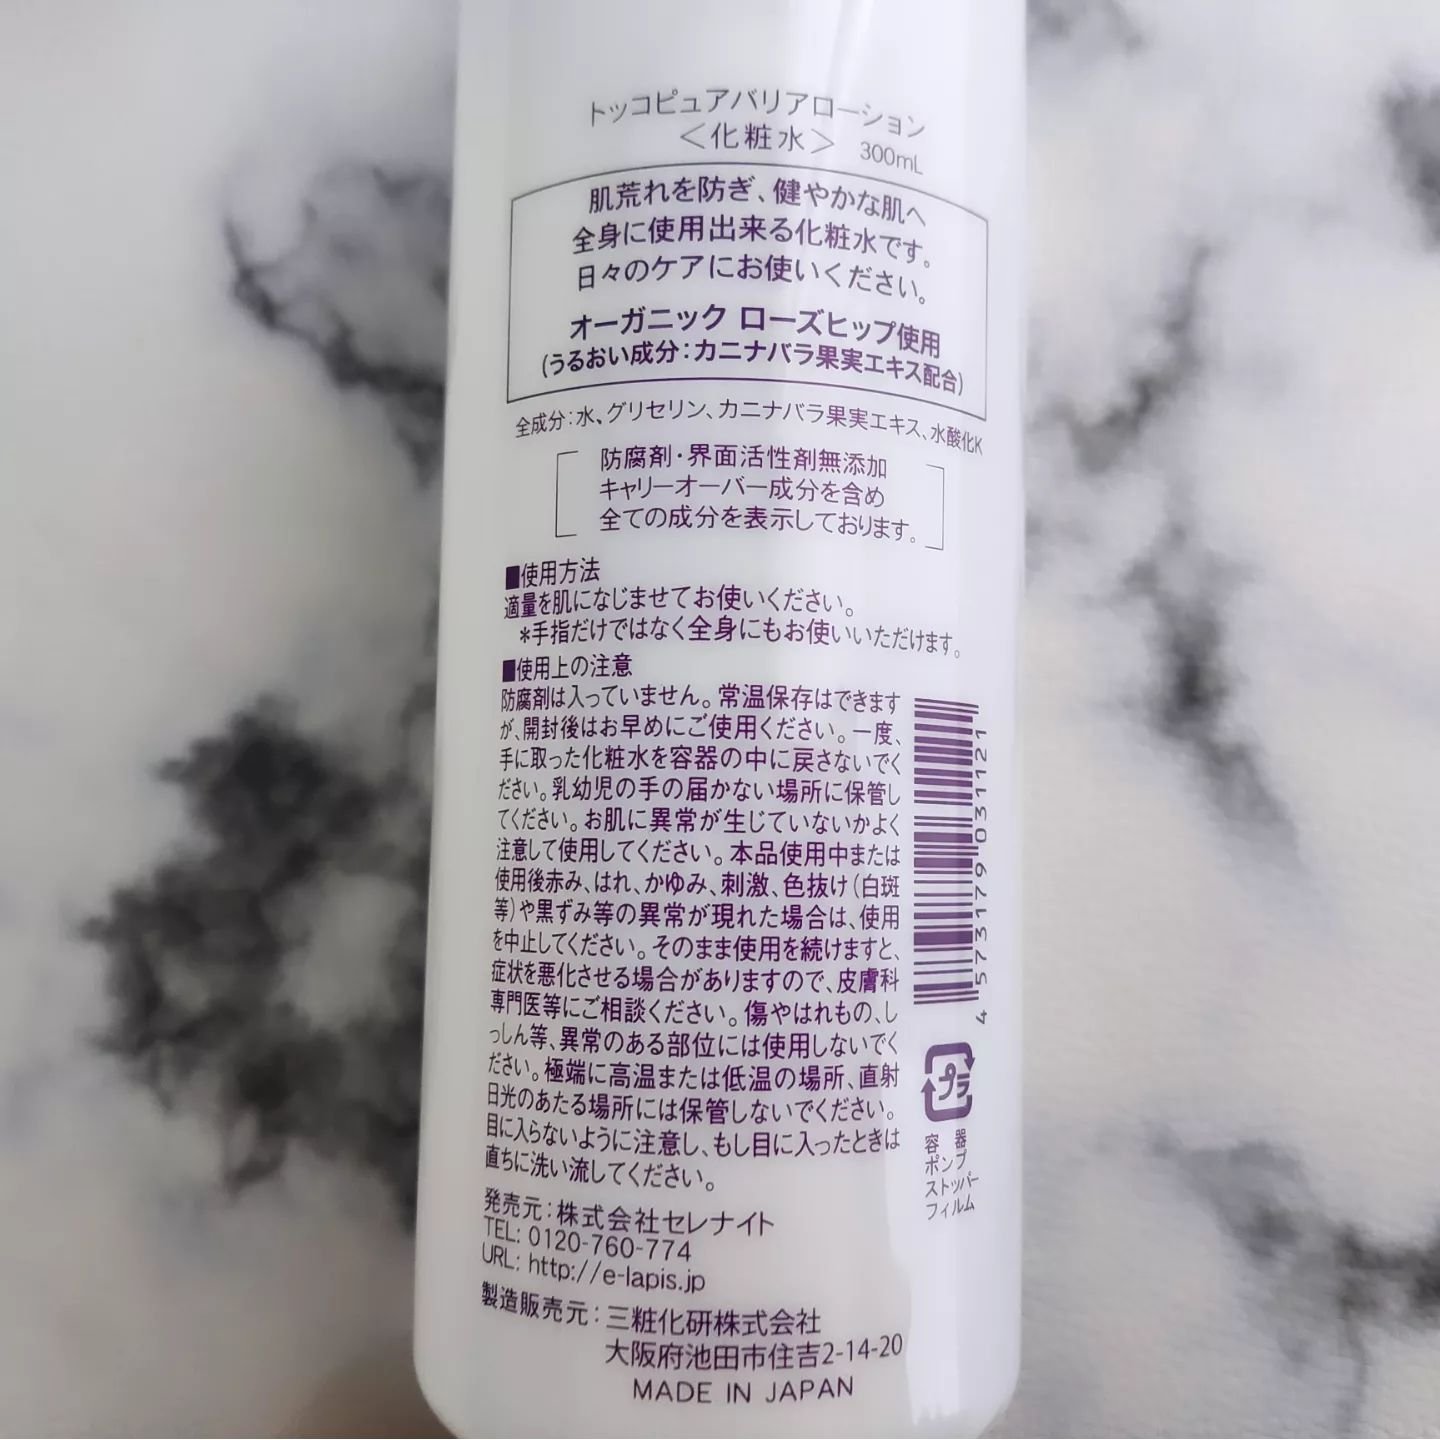 トッコピュアバリアローション
＜化粧水＞ 300mL
肌荒れを防ぎ、健やかな肌へ
全身に使用出来る化粧水です。
日々のケアにお使いください。
オーガニック ローズヒップ使用
(うるおい成分：カニナバラ果実エキス配合)
全成分：水、グリセリン、カニナバラ果実エキス、水酸化K
防腐剤・界面活性剤無添加
キャリーオーバー成分を含め
全ての成分を表示しております。
■使用方法
適量を肌になじませてお使いください。
＊手指だけではなく全身にもお使いいただけます。
■使用上の注意
防腐剤は入っていません。常温保存はできます
が、開封後はお早めにご使用ください。一度、
手に取った化粧水を容器の中に戻さないでく
ださい。乳幼児の手の届かない場所に保管し
てください。お肌に異常が生じていないかよく
注意して使用してください。本品使用中または
使用後赤み、はれ、かゆみ、刺激、色抜け（白斑
等）や黒ずみ等の異常が現れた場合は、使用
を中止してください。そのまま使用を続けますと、
症状を悪化させる場合がありますので、皮膚科
専門医等にご相談ください。傷やはれもの、し
っしん等、異常のある部位には使用しないでく
ださい。極端に高温または低温の場所、直射
日光のあたる場所には保管しないでください。
目に入らないように注意し、もし目に入ったときは
直ちに洗い流してください。
4 573179 031121
プラ
容器
ポンプ
ストッパー
フィルム
発売元：株式会社セレナイト
TEL: 0120-760-774
URL: http://e-lapis.jp
製造販売元：三粧化研株式会社
大阪府池田市住吉2-14-20
MADE IN JAPAN